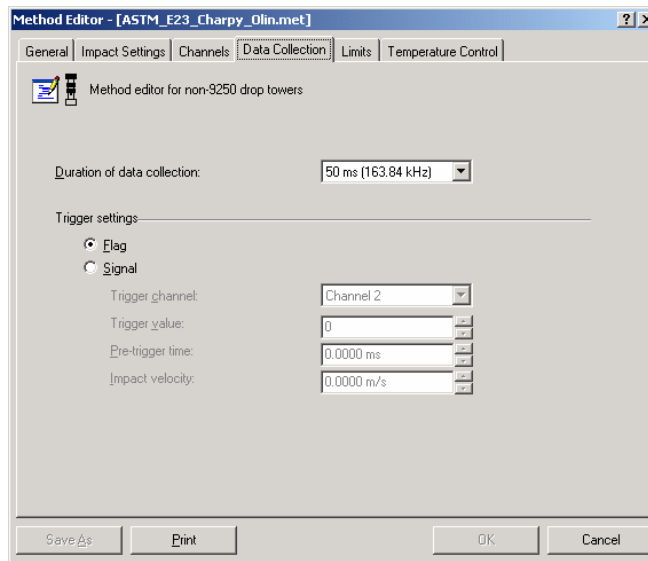 Method Editor - [ASTM_E23_Charpy_Olin.met]
General Impact Settings Channels Data Collection Limits Temperature Control
Method editor for non-9250 drop towers
Duration of data collection: 50 ms (163.84 kHz)
Trigger settings
Flag
Signal
Trigger channel: Channel 2
Trigger value: 0
Pre-trigger time: 0.0000 ms
Impact velocity: 0.0000 m/s
Save As Print OK Cancel